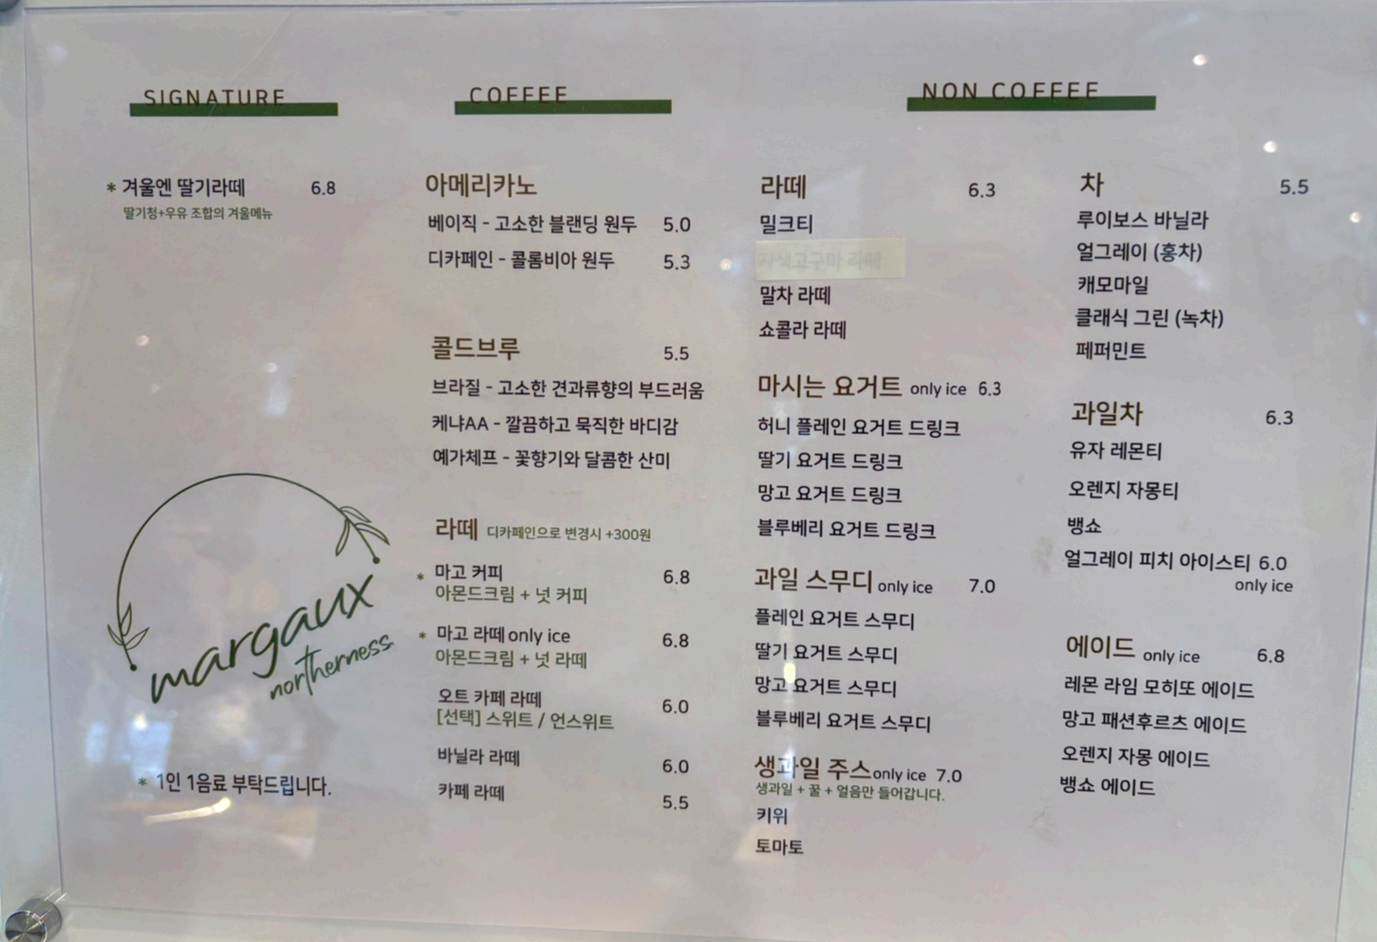 SIGNATURE
* 겨울엔 딸기라떼 6.8
딸기청+우유 조합의 겨울메뉴
margaux
northerness
* 1인 1음료 부탁드립니다.
COFFEE
아메리카노
베이직 - 고소한 블랜딩 원두 5.0
디카페인 - 콜롬비아 원두 5.3
콜드브루 5.5
브라질 - 고소한 견과류향의 부드러움
케냐AA - 깔끔하고 묵직한 바디감
예가체프 - 꽃향기와 달콤한 산미
라떼 디카페인으로 변경시 +300원
* 마고 커피 6.8
아몬드크림 + 넛 커피
* 마고 라떼 only ice 6.8
아몬드크림 + 넛 라떼
오트 카페 라떼 6.0
[선택] 스위트 / 언스위트
바닐라 라떼 6.0
카페 라떼 5.5
NON COFFEE
라떼 6.3
밀크티
자색고구마 라떼
말차 라떼
쇼콜라 라떼
마시는 요거트 only ice 6.3
허니 플레인 요거트 드링크
딸기 요거트 드링크
망고 요거트 드링크
블루베리 요거트 드링크
과일 스무디 only ice 7.0
플레인 요거트 스무디
딸기 요거트 스무디
망고 요거트 스무디
블루베리 요거트 스무디
생과일 주스 only ice 7.0
생과일 + 꿀 + 얼음만 들어갑니다.
키위
토마토
차 5.5
루이보스 바닐라
얼그레이 (홍차)
캐모마일
클래식 그린 (녹차)
페퍼민트
과일차 6.3
유자 레몬티
오렌지 자몽티
뱅쇼
얼그레이 피치 아이스티 6.0
only ice
에이드 only ice 6.8
레몬 라임 모히또 에이드
망고 패션후르츠 에이드
오렌지 자몽 에이드
뱅쇼 에이드